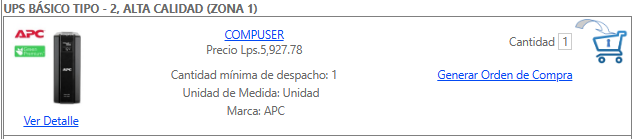 UPS BÁSICO TIPO - 2, ALTA CALIDAD (ZONA 1)
APC
COMPUSER
Precio Lps.5,927.78
Cantidad 1
Cantidad mínima de despacho: 1
Unidad de Medida: Unidad
Marca: APC
Generar Orden de Compra
APC
Ver Detalle